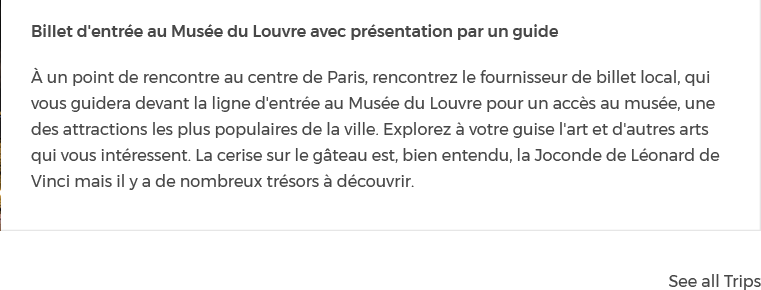 Billet d'entrée au Musée du Louvre avec présentation par un guide
À un point de rencontre au centre de Paris, rencontrez le fournisseur de billet local, qui
vous guidera devant la ligne d'entrée au Musée du Louvre pour un accès au musée, une
des attractions les plus populaires de la ville. Explorez à votre guise l'art et d'autres arts
qui vous intéressent. La cerise sur le gâteau est, bien entendu, la Joconde de Léonard de
Vinci mais il y a de nombreux trésors à découvrir.
See all Trips